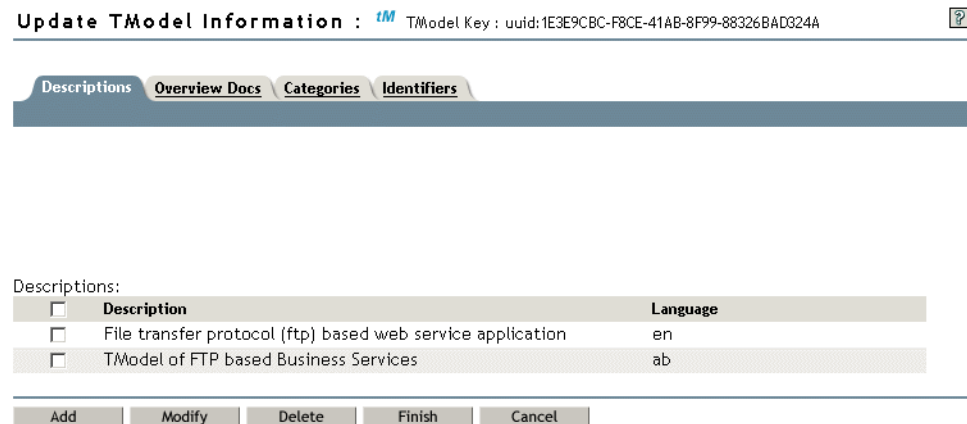 Update TModel Information : tM TModel Key : uuid:1E3E9CBC-F8CE-41AB-8F99-88326BAD324A ?
Descriptions Overview Docs Categories Identifiers
Descriptions:
Description Language
File transfer protocol (ftp) based web service application en
TModel of FTP based Business Services ab
Add Modify Delete Finish Cancel